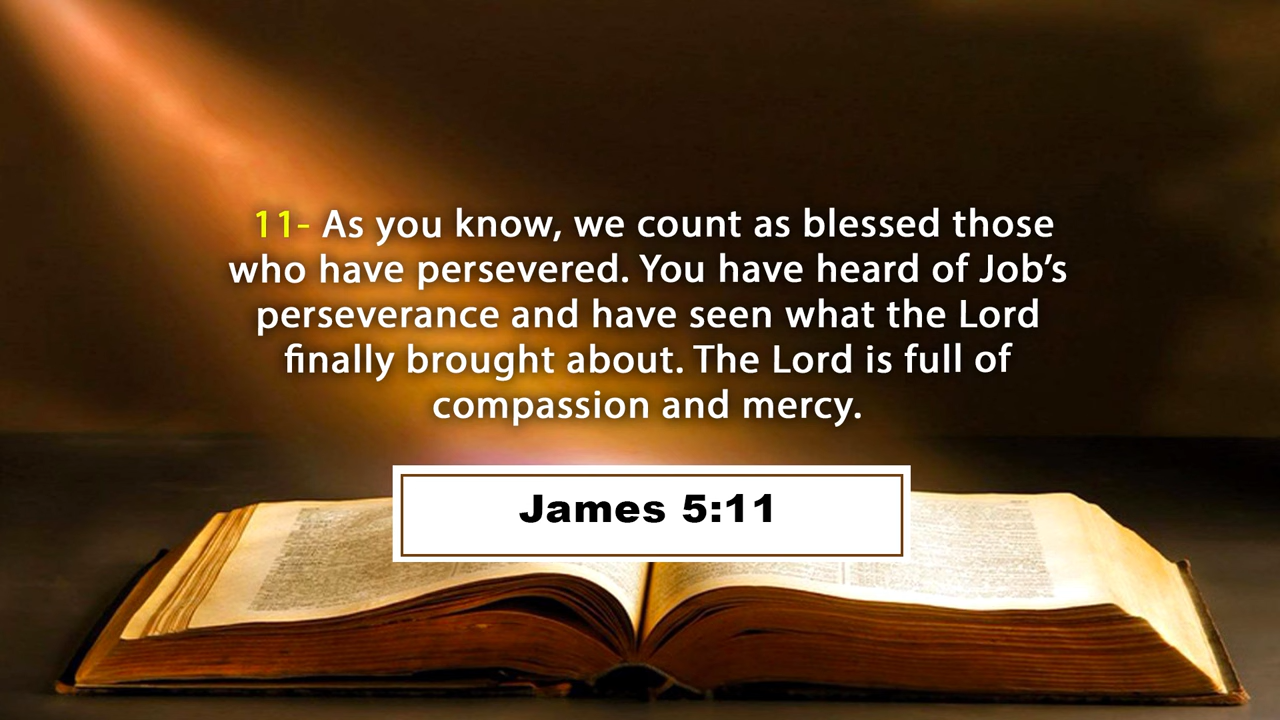 11- As you know, we count as blessed those
who have persevered. You have heard of Job’s
perseverance and have seen what the Lord
finally brought about. The Lord is full of
compassion and mercy.
James 5:11